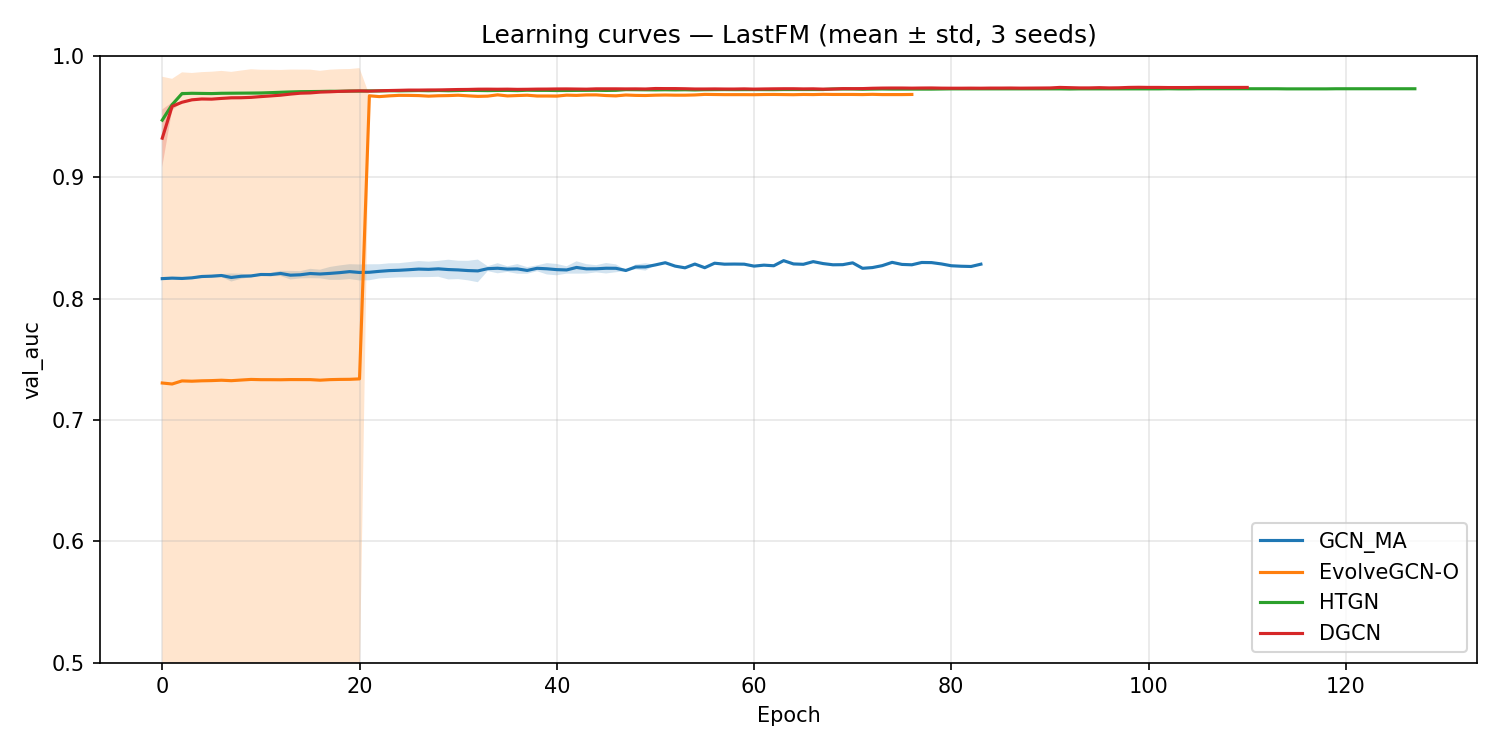 Learning curves — LastFM (mean ± std, 3 seeds)
1.0
0.9
0.8
0.7
0.6
0.5
val_auc
0
20
40
60
80
100
120
Epoch
GCN_MA
EvolveGCN-O
HTGN
DGCN